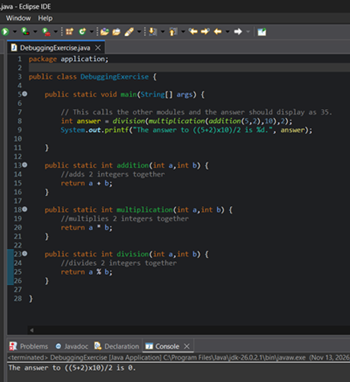 .java - Eclipse IDE
Window Help
DebuggingExercise.java
1 package application;
2
3 public class DebuggingExercise {
4
5 public static void main(String[] args) {
6
7 // This calls the other modules and the answer should display as 35.
8 int answer = division(multiplication(addition(5,2),10),2);
9 System.out.printf("The answer to ((5+2)x10)/2 is %d.", answer);
10
11 }
12
13 public static int addition(int a,int b) {
14 //adds 2 integers together
15 return a + b;
16 }
17
18 public static int multiplication(int a,int b) {
19 //multiplies 2 integers together
20 return a * b;
21 }
22
23 public static int division(int a,int b) {
24 //divides 2 integers together
25 return a % b;
26 }
27
28 }
Problems Javadoc Declaration Console
<terminated> DebuggingExercise [Java Application] C:\Program Files\Java\jdk-26.0.2.1\bin\javaw.exe (Nov 13, 2026
The answer to ((5+2)x10)/2 is 0.